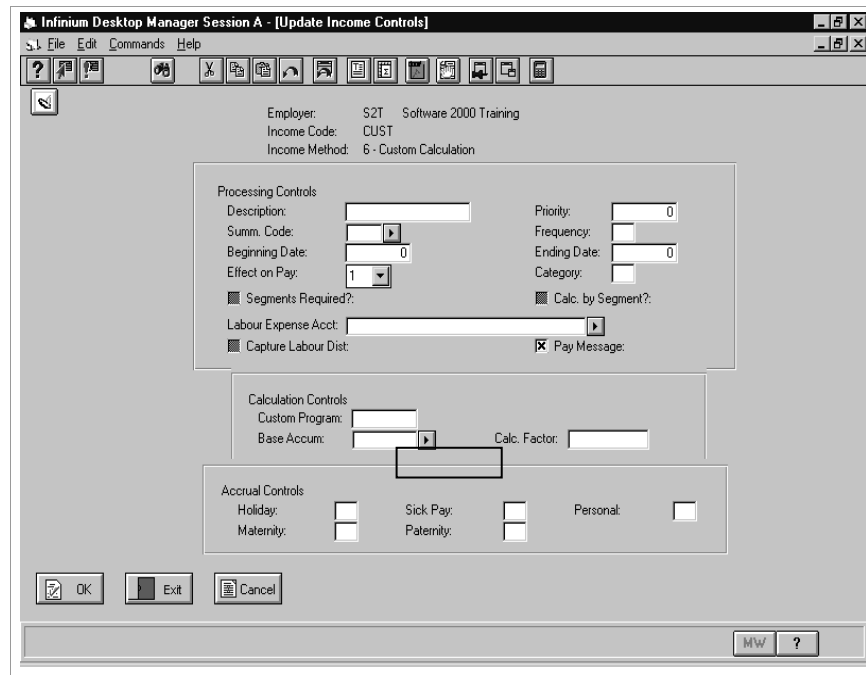 Infinium Desktop Manager Session A - [Update Income Controls]
File Edit Commands Help
Employer: S2T Software 2000 Training
Income Code: CUST
Income Method: 6 - Custom Calculation
Processing Controls
Description: Priority: 0
Summ. Code: Frequency:
Beginning Date: 0 Ending Date: 0
Effect on Pay: 1 Category:
Segments Required?: Calc. by Segment?:
Labour Expense Acct:
Capture Labour Dist: Pay Message:
Calculation Controls
Custom Program:
Base Accum: Calc. Factor:
Accrual Controls
Holiday: Sick Pay: Personal:
Maternity: Paternity:
OK Exit Cancel
MW ?